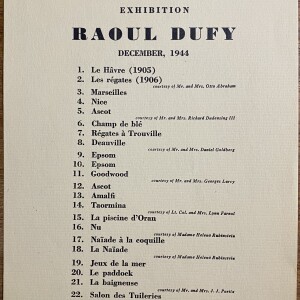 EXHIBITION
RAOUL DUFY
DECEMBER, 1944
1. Le Hâvre (1905)
2. Les régates (1906)
courtesy of Mr. and Mrs. Otto Abraham
3. Marseilles
4. Nice
5. Ascot
courtesy of Mr. and Mrs. Richard Dudensing III
6. Champ de blé
7. Régates à Trouville
8. Deauville
courtesy of Mr. and Mrs. Daniel Goldberg
9. Epsom
10. Epsom
11. Goodwood
courtesy of Mr. and Mrs. Georges Lurcy
12. Ascot
13. Amalfi
14. Taormina
courtesy of Lt. Col. and Mrs. Lynn Farnol
15. La piscine d'Oran
16. Nu
courtesy of Madame Helena Rubinstein
17. Naïade à la coquille
18. La Naïade
courtesy of Madame Helena Rubinstein
19. Jeux de la mer
20. Le paddock
21. La baigneuse
courtesy of Mr. and Mrs. J. J.
22. Salon des Tuileries